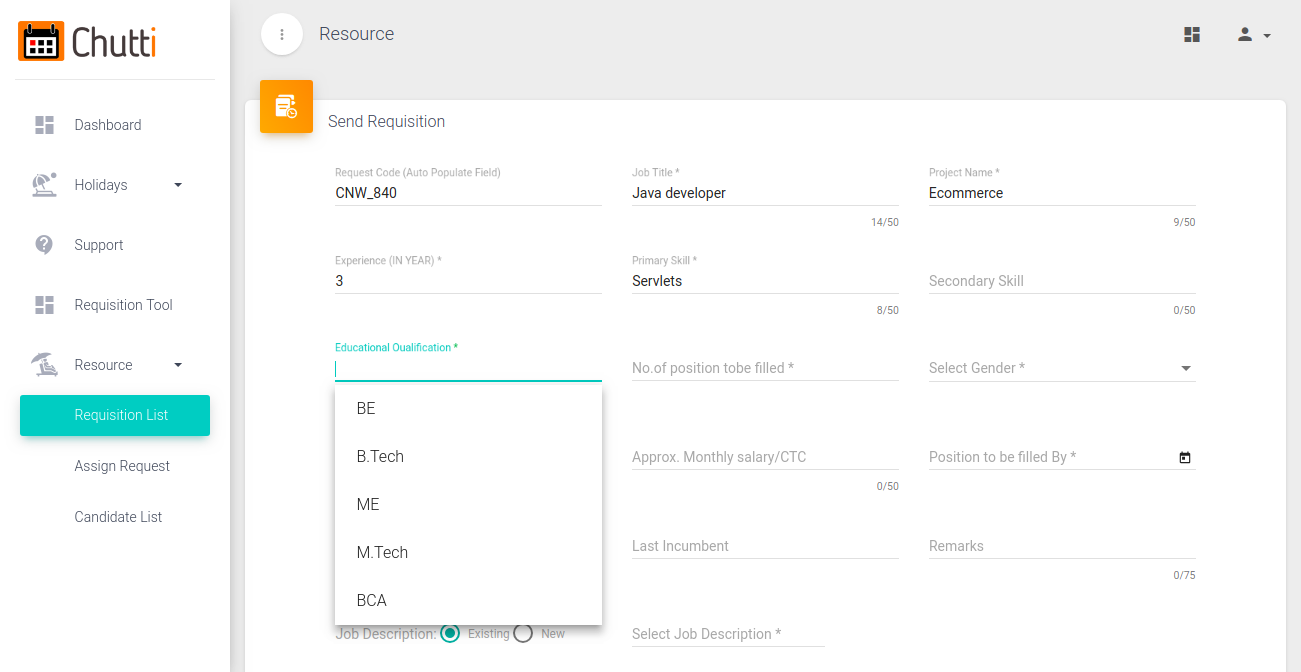 Chutti
Resource
Dashboard
Holidays
Support
Requisition Tool
Resource
Requisition List
Assign Request
Candidate List
Send Requisition
Request Code (Auto Populate Field)
CNW_840
Job Title *
Java developer
14/50
Project Name *
Ecommerce
9/50
Experience (IN YEAR) *
3
Primary Skill *
Servlets
8/50
Secondary Skill
0/50
Educational Qualification *
No.of position tobe filled *
Select Gender *
BE
B.Tech
ME
M.Tech
BCA
Approx. Monthly salary/CTC
0/50
Position to be filled By *
Last Incumbent
Remarks
0/75
Job Description: Existing New
Select Job Description *